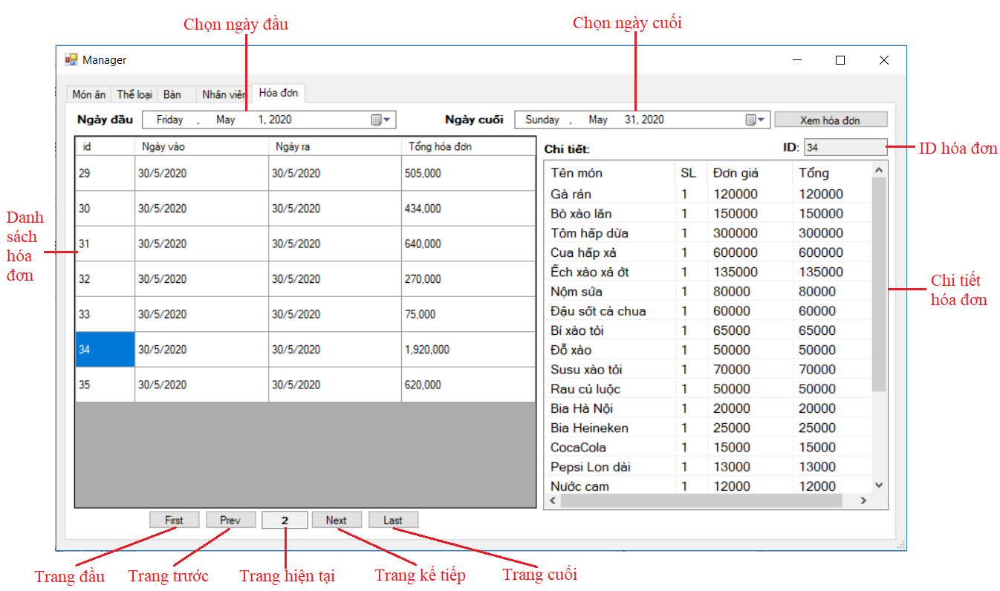 Chọn ngày đầu
Chọn ngày cuối
Manager
Món ăn Thể loại Bàn Nhân viên Hóa đơn
Ngày đầu Friday , May 1, 2020 Ngày cuối Sunday , May 31, 2020 Xem hóa đơn
id Ngày vào Ngày ra Tổng hóa đơn
29 30/5/2020 30/5/2020 505,000
30 30/5/2020 30/5/2020 434,000
31 30/5/2020 30/5/2020 640,000
32 30/5/2020 30/5/2020 270,000
33 30/5/2020 30/5/2020 75,000
34 30/5/2020 30/5/2020 1,920,000
35 30/5/2020 30/5/2020 620,000
Chi tiết: ID: 34
Tên món SL Đơn giá Tổng
Gà rán 1 120000 120000
Bò xào lăn 1 150000 150000
Tôm hấp dừa 1 300000 300000
Cua hấp xả 1 600000 600000
Ếch xào xả ớt 1 135000 135000
Nộm sứa 1 80000 80000
Đậu sốt cà chua 1 60000 60000
Bí xào tỏi 1 65000 65000
Đỗ xào 1 50000 50000
Susu xào tỏi 1 70000 70000
Rau củ luộc 1 50000 50000
Bia Hà Nội 1 20000 20000
Bia Heineken 1 25000 25000
CocaCola 1 15000 15000
Pepsi Lon dài 1 13000 13000
Nước cam 1 12000 12000
First Prev 2 Next Last
Danh
sách
hóa
đơn
ID hóa đơn
Chi tiết
hóa đơn
Trang đầu
Trang trước
Trang hiện tại
Trang kế tiếp
Trang cuối